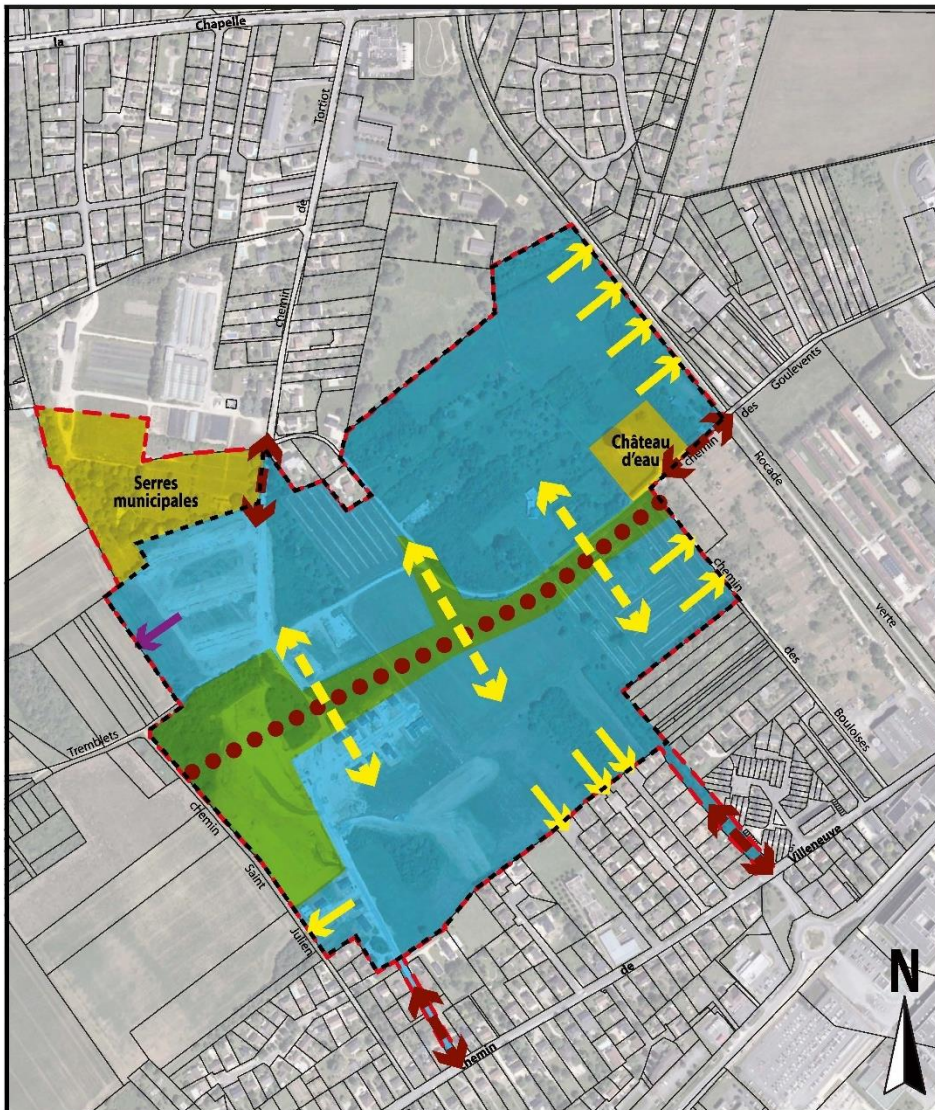 la
Chapelle
Tortiot
de
chemin
Serres
municipales
Château
d'eau
chemin
des
Goulevents
Rocade
verte
chemin
des
Bouloises
Tremblets
chemin
Saint
Julien
Villeneuve
de
chemin
N